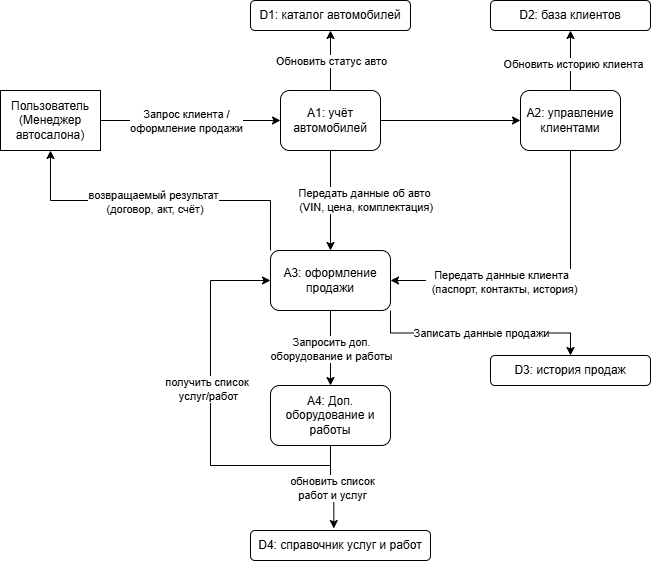 D1: каталог автомобилей
D2: база клиентов
Обновить статус авто
Обновить историю клиента
Пользователь
(Менеджер
автосалона)
Запрос клиента /
оформление продажи
A1: учёт
автомобилей
A2: управление
клиентами
возвращаемый результат
(договор, акт, счёт)
Передать данные об авто
(VIN, цена, комплектация)
A3: оформление
продажи
Передать данные клиента
(паспорт, контакты, история)
Записать данные продажи
Запросить доп.
оборудование и работы
D3: история продаж
получить список
услуг/работ
A4: Доп.
оборудование и
работы
обновить список
работ и услуг
D4: справочник услуг и работ